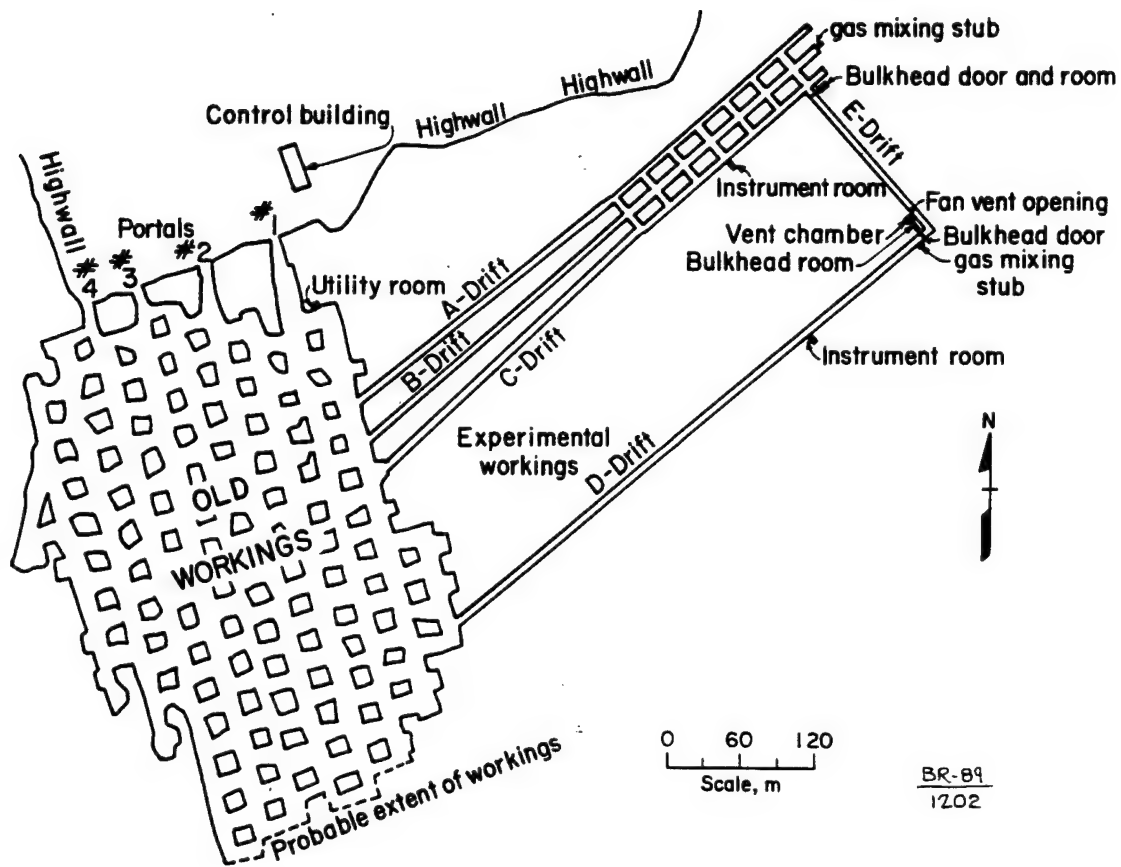 gas mixing stub
Bulkhead door and room
Highwall
Highwall
Control building
E-Drift
Highwall
Instrument room
Fan vent opening
Vent chamber
Bulkhead door
Bulkhead room
gas mixing
stub
Portals
#1
#2
#3
#4
Utility room
A-Drift
B-Drift
C-Drift
Instrument room
Experimental
workings
D-Drift
N
OLD
WORKINGS
0 60 120
Scale, m
Probable extent of workings
BR-89
1202